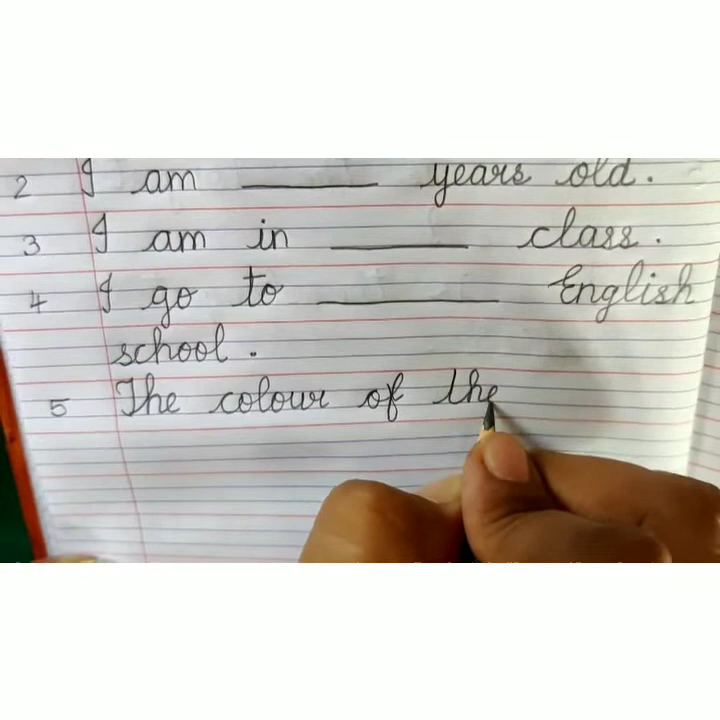 2 I am ______ years old.
3 I am in ______ class.
4 I go to ______ English
school.
5 The colour of the